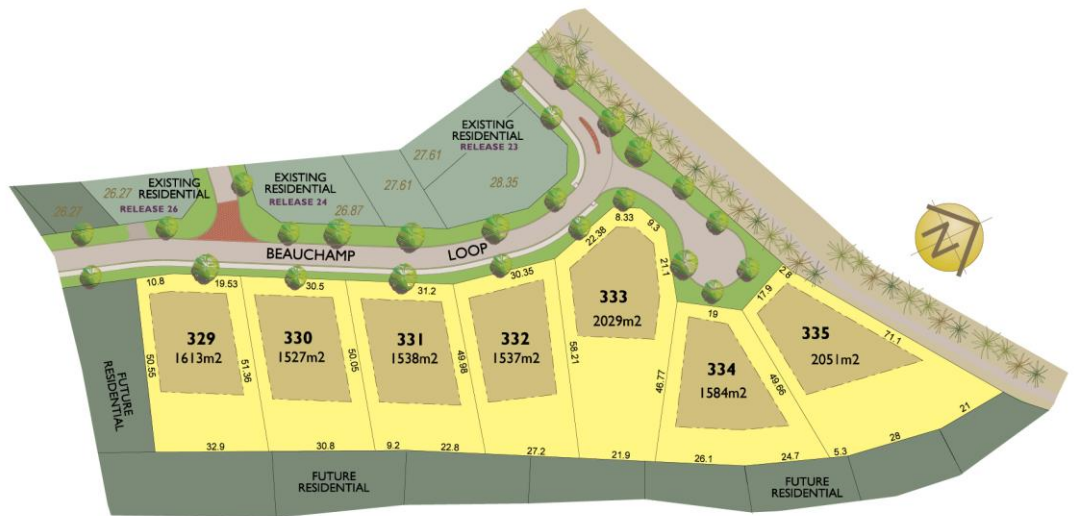 EXISTING
RESIDENTIAL
RELEASE 23
27.61
28.35
EXISTING
RESIDENTIAL
RELEASE 24
27.61
26.87
EXISTING
RESIDENTIAL
RELEASE 26
26.27
26.27
BEAUCHAMP LOOP
8.33
9.3
22.38
21.1
10.8
19.53
30.5
31.2
30.35
19
2.8
17.9
71.1
329
1613m2
330
1527m2
331
1538m2
332
1537m2
333
2029m2
334
1584m2
335
2051m2
50.55
51.36
50.05
49.98
58.21
46.77
49.66
21
28
5.3
24.7
26.1
21.9
27.2
22.8
9.2
30.8
32.9
FUTURE
RESIDENTIAL
FUTURE
RESIDENTIAL
FUTURE
RESIDENTIAL
N